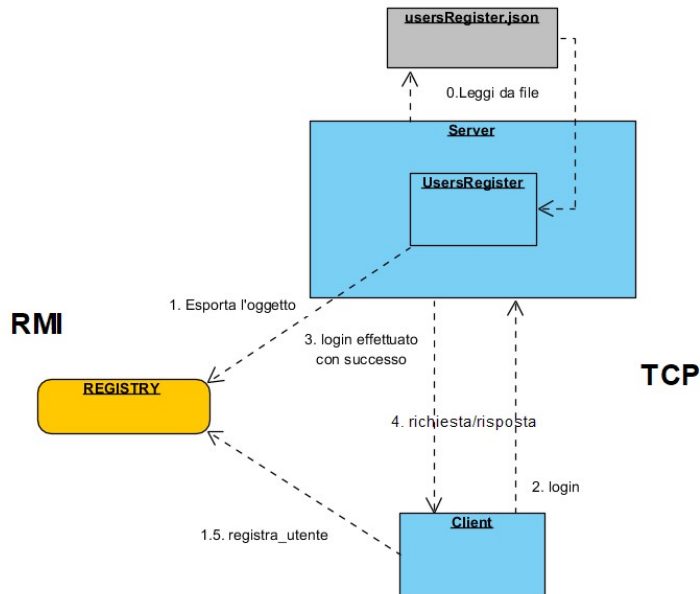 usersRegister.json
0.Leggi da file
Server
UsersRegister
1. Esporta l'oggetto
RMI
3. login effettuato
con successo
TCP
REGISTRY
4. richiesta/risposta
2. login
Client
1.5. registra_utente